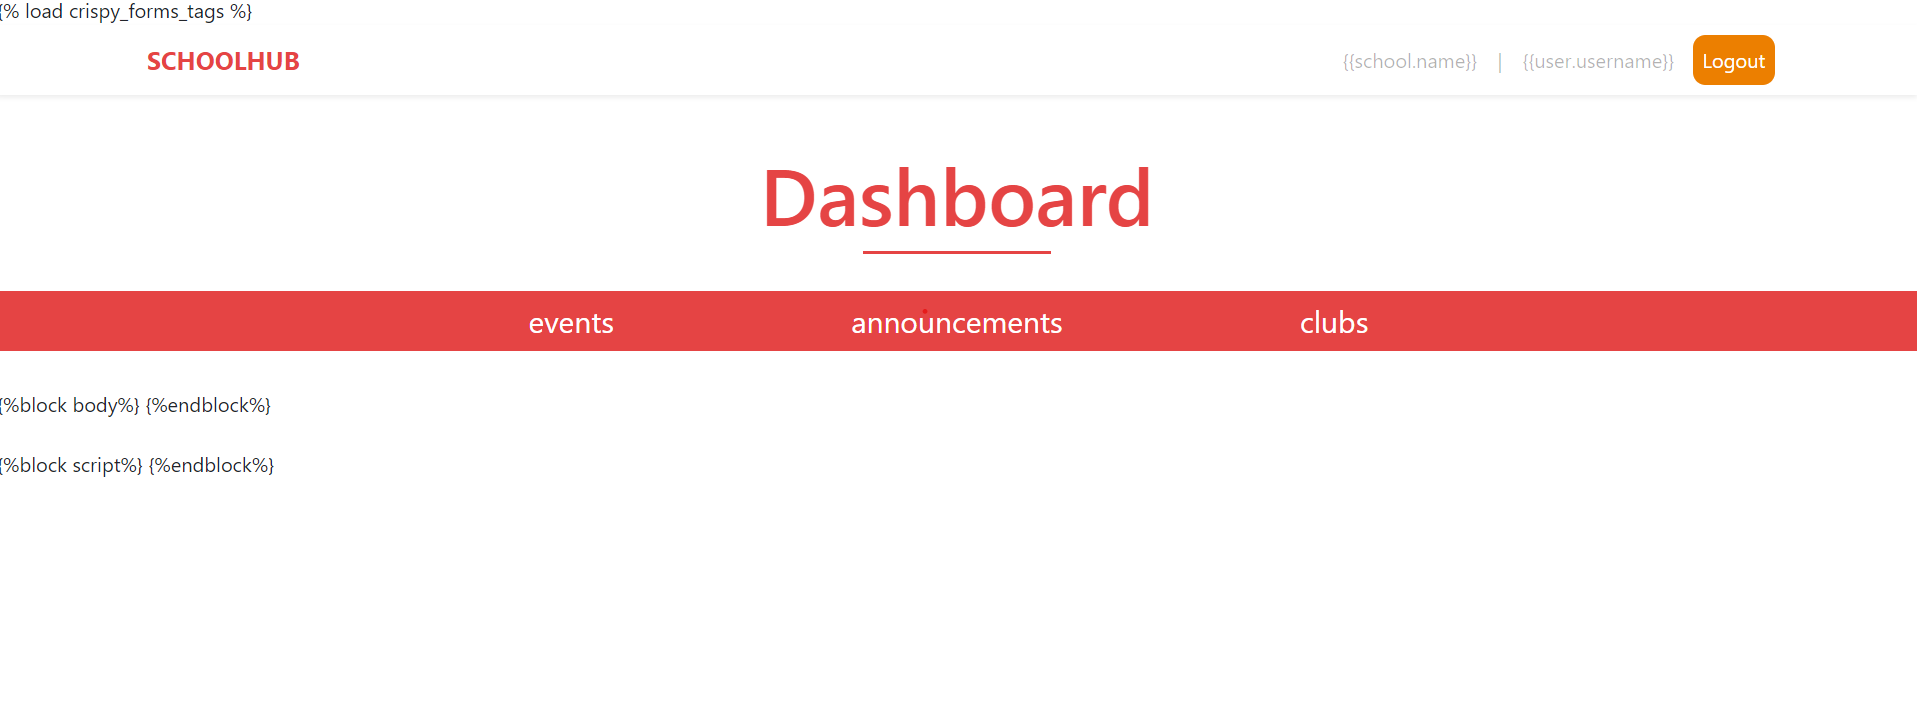 {% load crispy_forms_tags %}
SCHOOLHUB {{school.name}} | {{user.username}} Logout
Dashboard
events announcements clubs
{%block body%} {%endblock%}
{%block script%} {%endblock%}